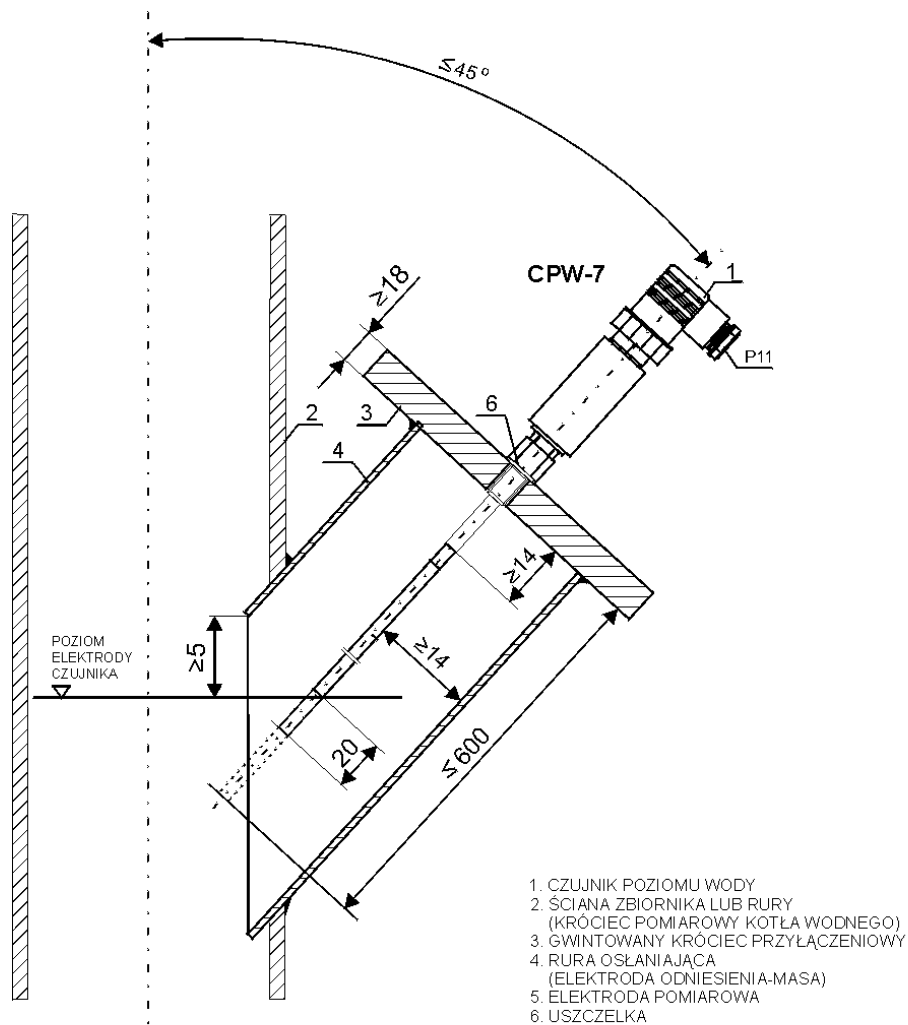 ≤45°
CPW-7
1
≥18
P11
6
3
2
4
≥14
POZIOM
ELEKTRODY
CZUJNIKA
≥5
≥14
20
≤600
1. CZUJNIK POZIOMU WODY
2. ŚCIANA ZBIORNIKA LUB RURY
(KRÓCIEC POMIAROWY KOTŁA WODNEGO)
3. GWINTOWANY KRÓCIEC PRZYŁĄCZENIOWY
4. RURA OSŁANIAJĄCA
(ELEKTRODA ODNIESIENIA-MASA)
5. ELEKTRODA POMIAROWA
6. USZCZELKA